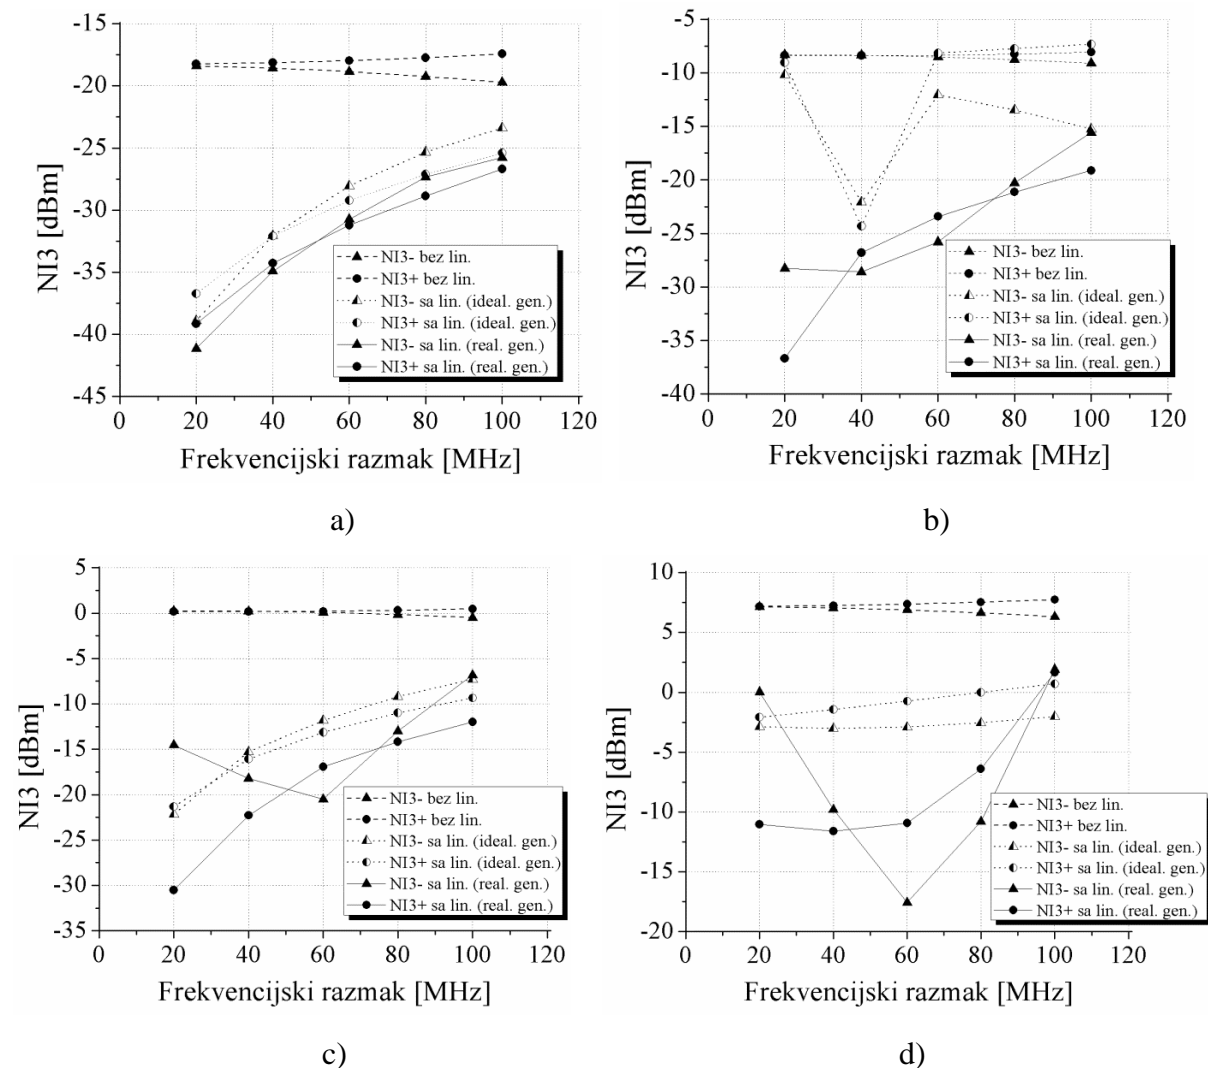 -15
-20
-25
-30
-35
-40
-45
NI3 [dBm]
NI3- bez lin.
NI3+ bez lin.
NI3- sa lin. (ideal. gen.)
NI3+ sa lin. (ideal. gen.)
NI3- sa lin. (real. gen.)
NI3+ sa lin. (real. gen.)
0 20 40 60 80 100 120
Frekvencijski razmak [MHz]
a)
-5
-10
-15
-20
-25
-30
-35
-40
NI3 [dBm]
NI3- bez lin.
NI3+ bez lin.
NI3- sa lin. (ideal. gen.)
NI3+ sa lin. (ideal. gen.)
NI3- sa lin. (real. gen.)
NI3+ sa lin. (real. gen.)
0 20 40 60 80 100 120
Frekvencijski razmak [MHz]
b)
5
0
-5
-10
-15
-20
-25
-30
-35
NI3 [dBm]
NI3- bez lin.
NI3+ bez lin.
NI3- sa lin. (ideal. gen.)
NI3+ sa lin. (ideal. gen.)
NI3- sa lin. (real. gen.)
NI3+ sa lin. (real. gen.)
0 20 40 60 80 100 120
Frekvencijski razmak [MHz]
c)
10
5
0
-5
-10
-15
-20
NI3 [dBm]
NI3- bez lin.
NI3+ bez lin.
NI3- sa lin. (ideal. gen.)
NI3+ sa lin. (ideal. gen.)
NI3- sa lin. (real. gen.)
NI3+ sa lin. (real. gen.)
0 20 40 60 80 100 120
Frekvencijski razmak [MHz]
d)